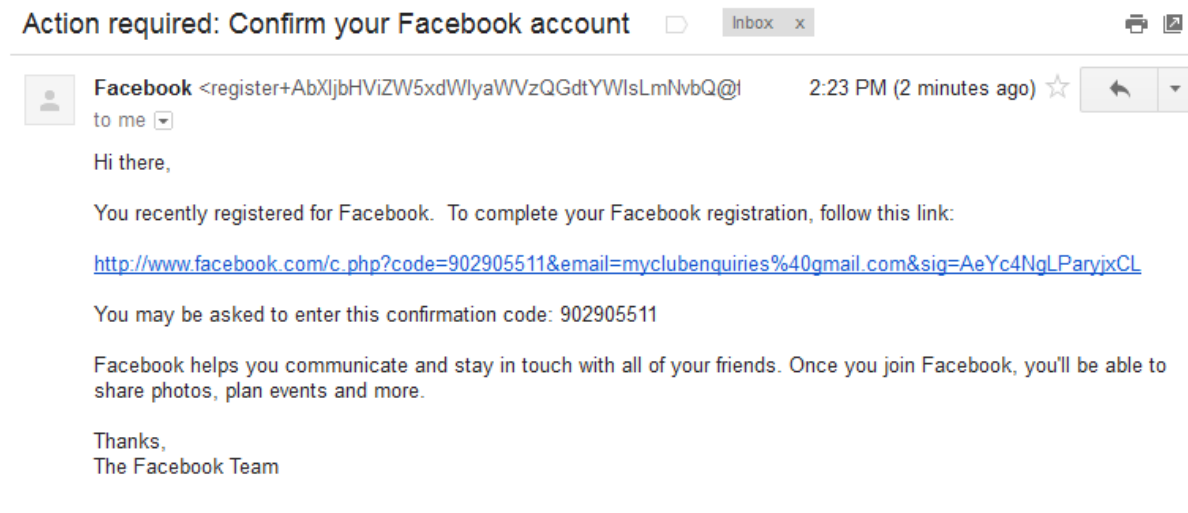 Action required: Confirm your Facebook account Inbox x
Facebook 2:23 PM (2 minutes ago)
to me
Hi there,
You recently registered for Facebook. To complete your Facebook registration, follow this link:
http://www.facebook.com/c.php?code=902905511&email=myclubenquiries%40gmail.com&sig=AeYc4NgLParyjxCL
You may be asked to enter this confirmation code: 902905511
Facebook helps you communicate and stay in touch with all of your friends. Once you join Facebook, you'll be able to
share photos, plan events and more.
Thanks,
The Facebook Team